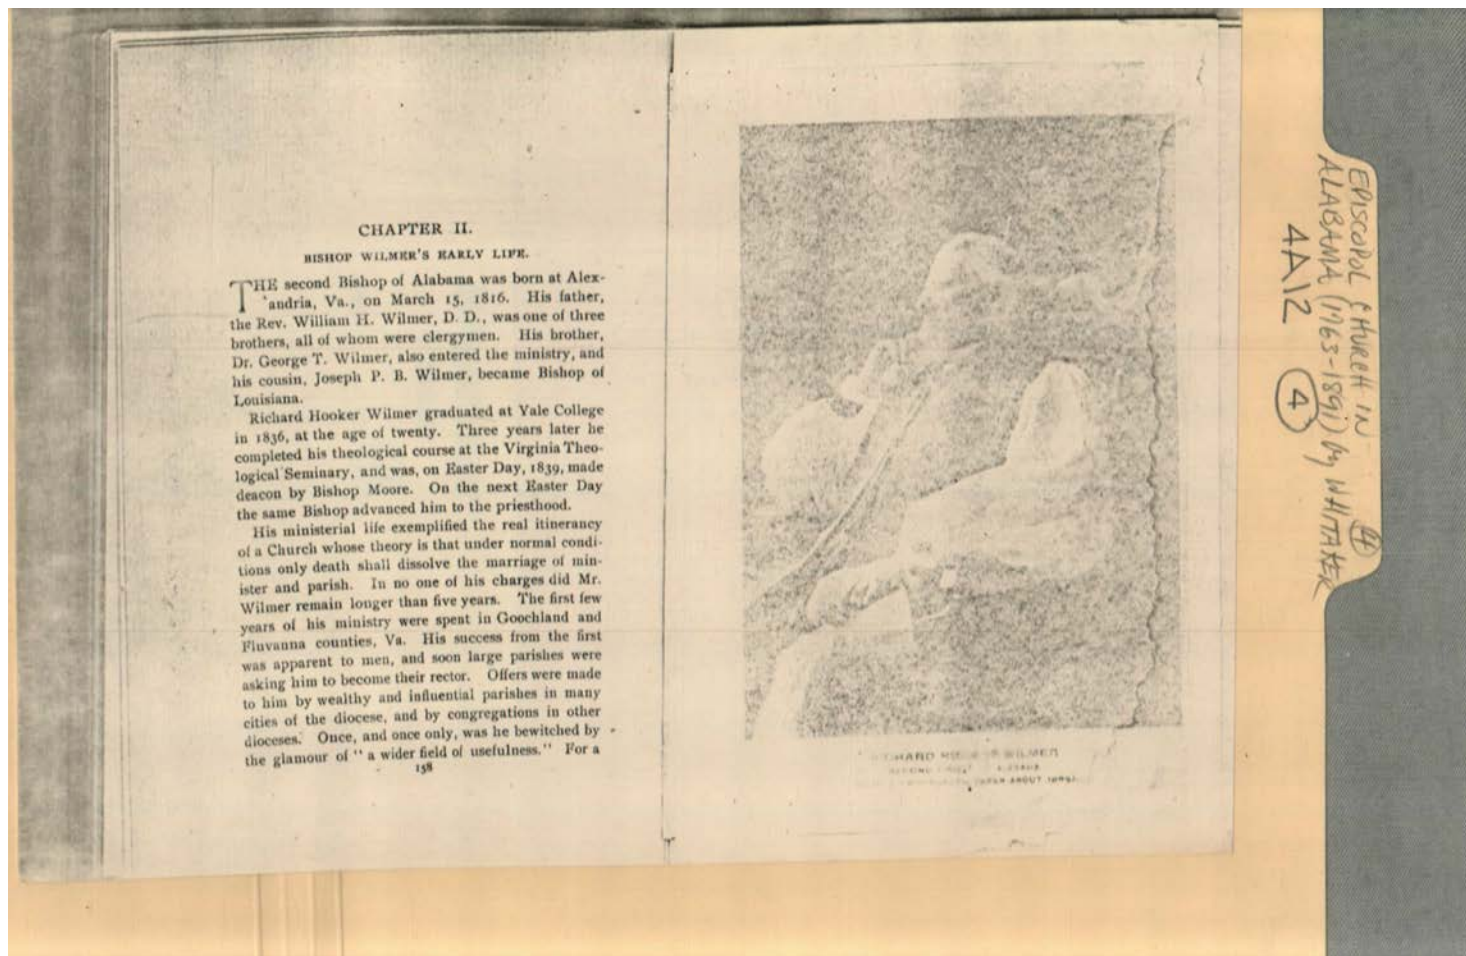 CHAPTER II.
BISHOP WILMER'S EARLY LIFE.
THE second Bishop of Alabama was born at Alex-
andria, Va., on March 15, 1816. His father,
the Rev. William H. Wilmer, D. D., was one of three
brothers, all of whom were clergymen. His brother,
Dr. George T. Wilmer, also entered the ministry, and
his cousin, Joseph P. B. Wilmer, became Bishop of
Louisiana.
Richard Hooker Wilmer graduated at Yale College
in 1836, at the age of twenty. Three years later he
completed his theological course at the Virginia Theo-
logical Seminary, and was, on Easter Day, 1839, made
deacon by Bishop Moore. On the next Easter Day
the same Bishop advanced him to the priesthood.
His ministerial life exemplified the real itinerancy
of a Church whose theory is that under normal condi-
tions only death shall dissolve the marriage of min-
ister and parish. In no one of his charges did Mr.
Wilmer remain longer than five years. The first few
years of his ministry were spent in Goochland and
Fluvanna counties, Va. His success from the first
was apparent to men, and soon large parishes were
asking him to become their rector. Offers were made
to him by wealthy and influential parishes in many
cities of the diocese, and by congregations in other
dioceses. Once, and once only, was he bewitched by
the glamour of "a wider field of usefulness." For a
158
WILMER
ABOUT
EPISCOPOL CHURCH IN
ALABAMA (1763-1891) by WHITAKER
4A12
4
4